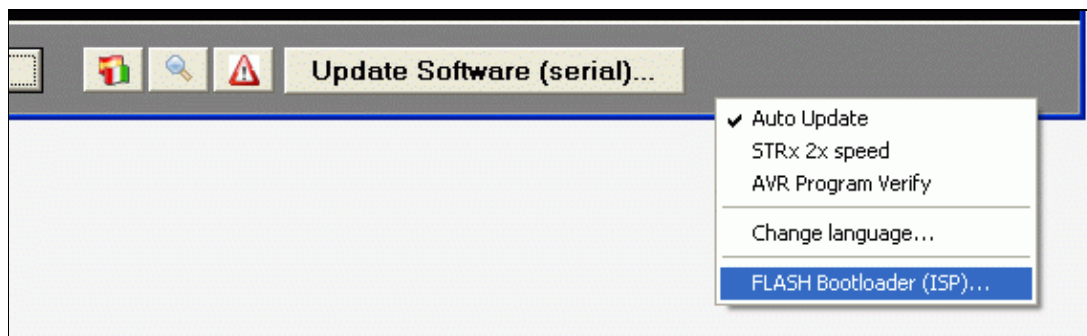 Update Software (serial)...
Auto Update
STRx 2x speed
AVR Program Verify
Change language...
FLASH Bootloader (ISP)...